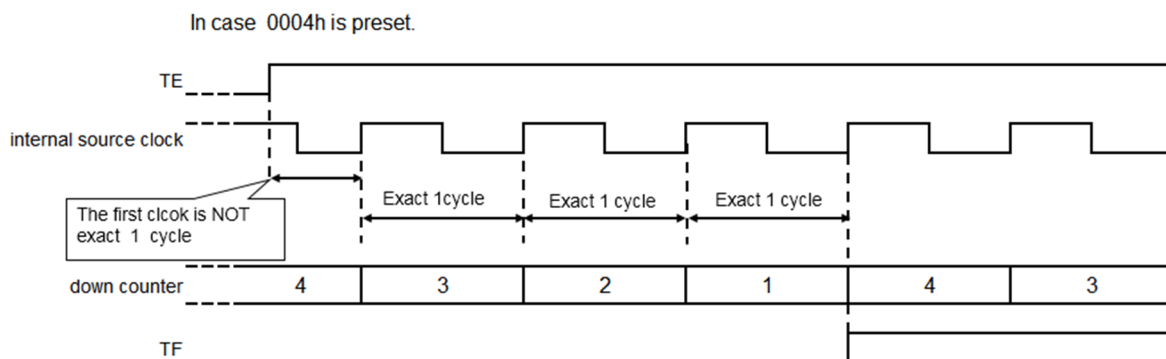 In case 0004h is preset.
TE
internal source clock
Exact 1cycle
Exact 1 cycle
Exact 1 cycle
The first clcok is NOT
exact 1 cycle
down counter
4
3
2
1
4
3
TF